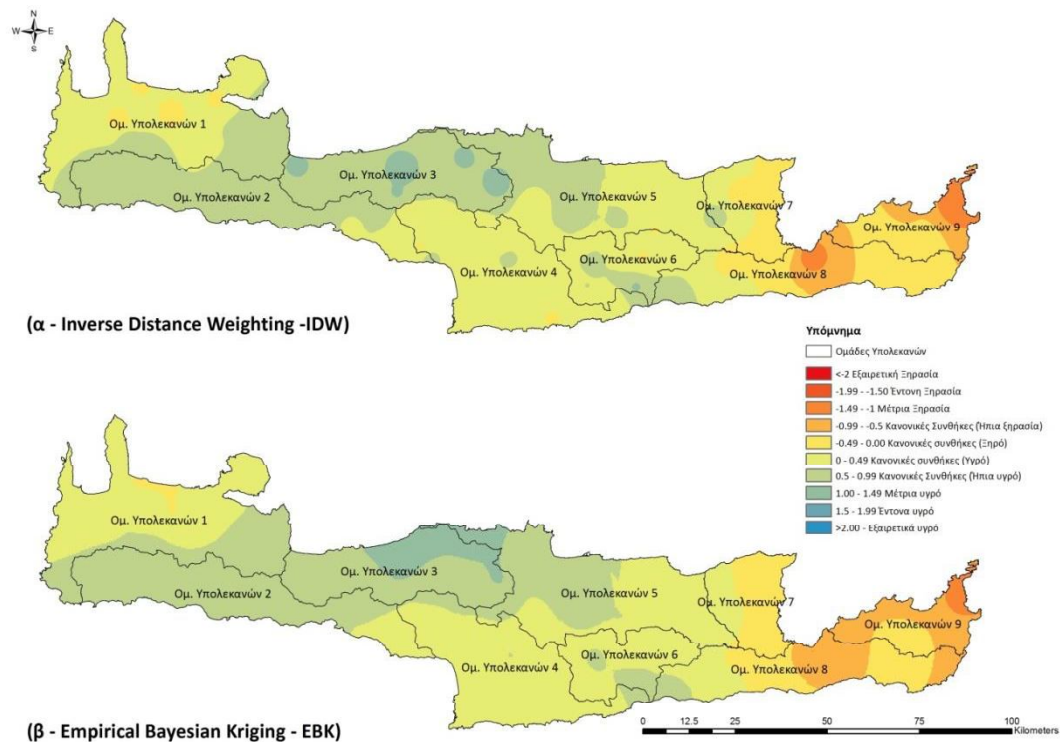 N
W E
S
Ομ. Υπολεκανών 1
Ομ. Υπολεκανών 2
Ομ. Υπολεκανών 3
Ομ. Υπολεκανών 4
Ομ. Υπολεκανών 5
Ομ. Υπολεκανών 6
Ομ. Υπολεκανών 7
Ομ. Υπολεκανών 8
Ομ. Υπολεκανών 9
(α - Inverse Distance Weighting -IDW)
Υπόμνημα
Ομάδες Υπολεκανών
<-2 Εξαιρετική Ξηρασία
-1.99 - -1.50 Έντονη Ξηρασία
-1.49 - -1 Μέτρια Ξηρασία
-0.99 - -0.5 Κανονικές Συνθήκες (Ήπια ξηρασία)
-0.49 - 0.00 Κανονικές συνθήκες (Ξηρό)
0 - 0.49 Κανονικές συνθήκες (Υγρό)
0.5 - 0.99 Κανονικές Συνθήκες (Ήπια υγρό)
1.00 - 1.49 Μέτρια υγρό
1.5 - 1.99 Έντονα υγρό
>2.00 - Εξαιρετικά υγρό
Ομ. Υπολεκανών 1
Ομ. Υπολεκανών 2
Ομ. Υπολεκανών 3
Ομ. Υπολεκανών 4
Ομ. Υπολεκανών 5
Ομ. Υπολεκανών 6
Ομ. Υπολεκανών 7
Ομ. Υπολεκανών 8
Ομ. Υπολεκανών 9
(β - Empirical Bayesian Kriging - EBK)
0 12.5 25 50 75 100
Kilometers